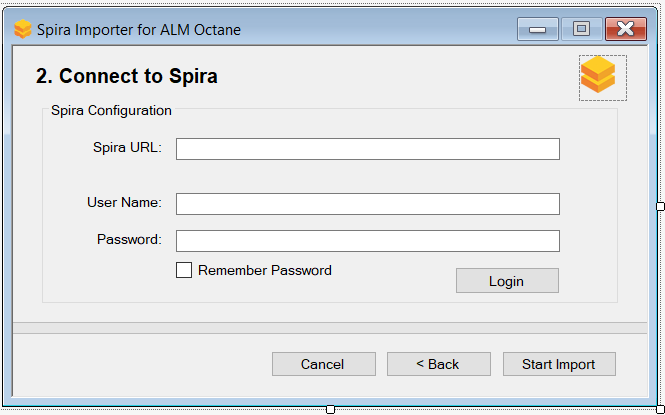 Spira Importer for ALM Octane
2. Connect to Spira
Spira Configuration
Spira URL:
User Name:
Password:
Remember Password
Login
Cancel
< Back
Start Import